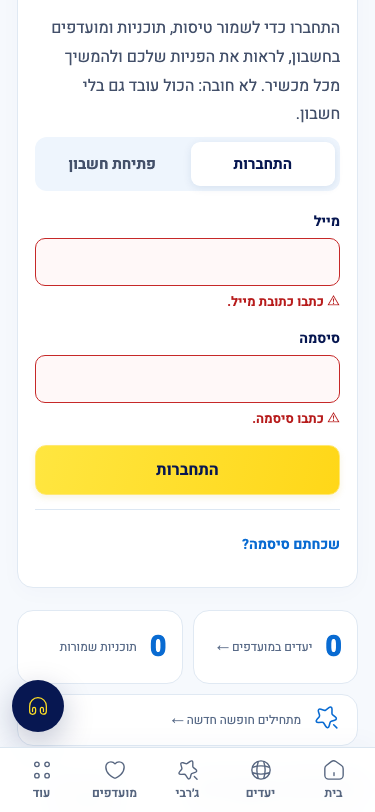 התחברו כדי לשמור טיסות, תוכניות ומועדפים
בחשבון, לראות את הפניות שלכם ולהמשיך
מכל מכשיר. לא חובה: הכול עובד גם בלי
חשבון.
התחברות
פתיחת חשבון
מייל
⚠ כתבו כתובת מייל.
סיסמה
⚠ כתבו סיסמה.
התחברות
שכחתם סיסמה?
0 יעדים במועדפים ←
0 תוכניות שמורות
מתחילים חופשה חדשה ←
בית
יעדים
ג'רבי
מועדפים
עוד